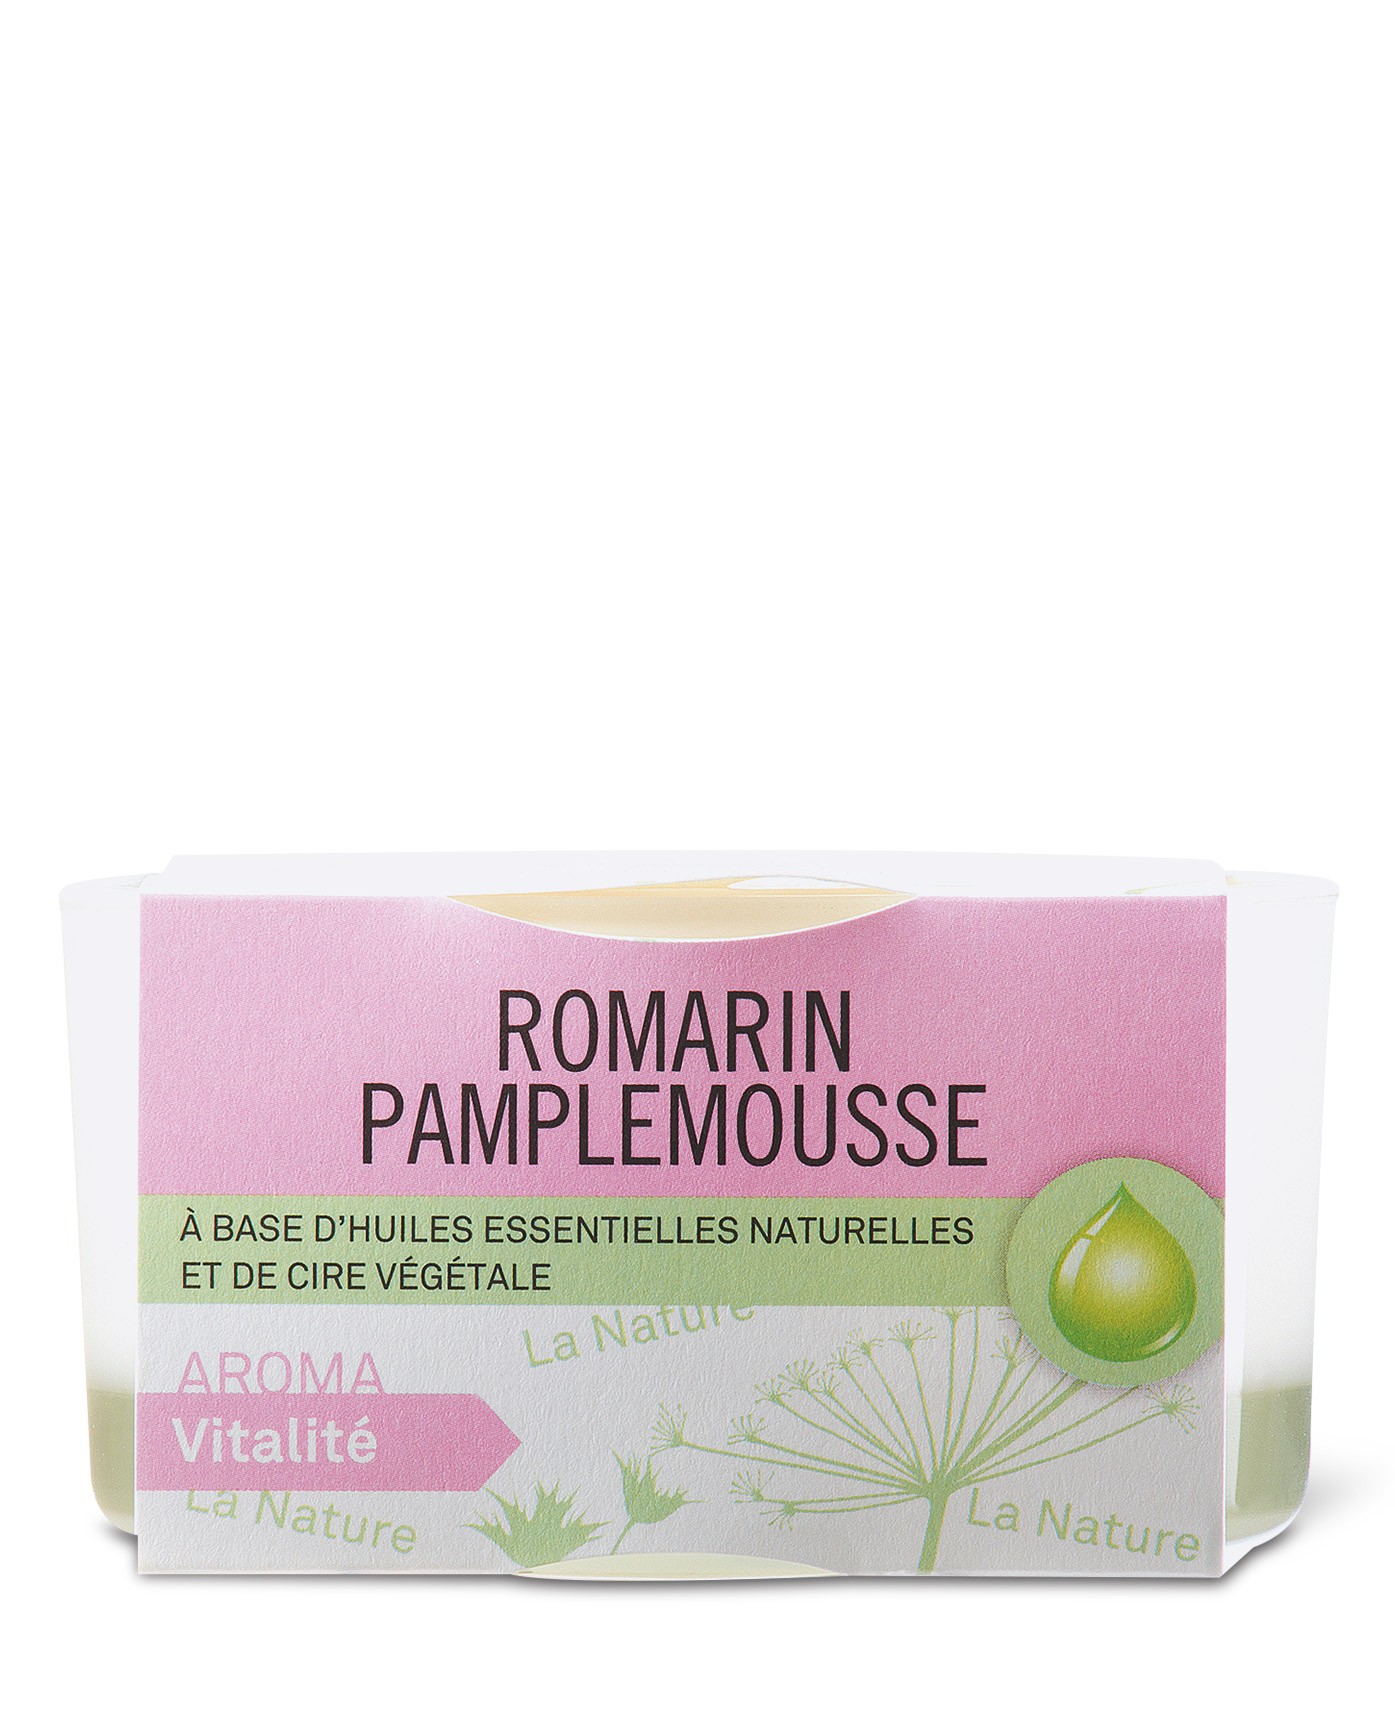 ROMARIN
PAMPLEMOUSSE
À BASE D'HUILES ESSENTIELLES NATURELLES
ET DE CIRE VÉGÉTALE
La Nature
AROMA
Vitalité
La Nature
La Nature